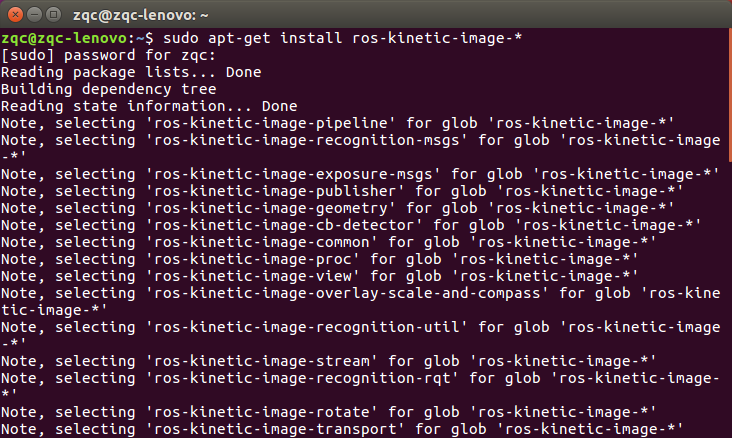 zqc@zqc-lenovo: ~
zqc@zqc-lenovo:~$ sudo apt-get install ros-kinetic-image-*
[sudo] password for zqc:
Reading package lists... Done
Building dependency tree
Reading state information... Done
Note, selecting 'ros-kinetic-image-pipeline' for glob 'ros-kinetic-image-*'
Note, selecting 'ros-kinetic-image-recognition-msgs' for glob 'ros-kinetic-image
-*'
Note, selecting 'ros-kinetic-image-exposure-msgs' for glob 'ros-kinetic-image-*'
Note, selecting 'ros-kinetic-image-publisher' for glob 'ros-kinetic-image-*'
Note, selecting 'ros-kinetic-image-geometry' for glob 'ros-kinetic-image-*'
Note, selecting 'ros-kinetic-image-cb-detector' for glob 'ros-kinetic-image-*'
Note, selecting 'ros-kinetic-image-common' for glob 'ros-kinetic-image-*'
Note, selecting 'ros-kinetic-image-proc' for glob 'ros-kinetic-image-*'
Note, selecting 'ros-kinetic-image-view' for glob 'ros-kinetic-image-*'
Note, selecting 'ros-kinetic-image-overlay-scale-and-compass' for glob 'ros-kine
tic-image-*'
Note, selecting 'ros-kinetic-image-recognition-util' for glob 'ros-kinetic-image
-*'
Note, selecting 'ros-kinetic-image-stream' for glob 'ros-kinetic-image-*'
Note, selecting 'ros-kinetic-image-recognition-rqt' for glob 'ros-kinetic-image-
*'
Note, selecting 'ros-kinetic-image-rotate' for glob 'ros-kinetic-image-*'
Note, selecting 'ros-kinetic-image-transport' for glob 'ros-kinetic-image-*'